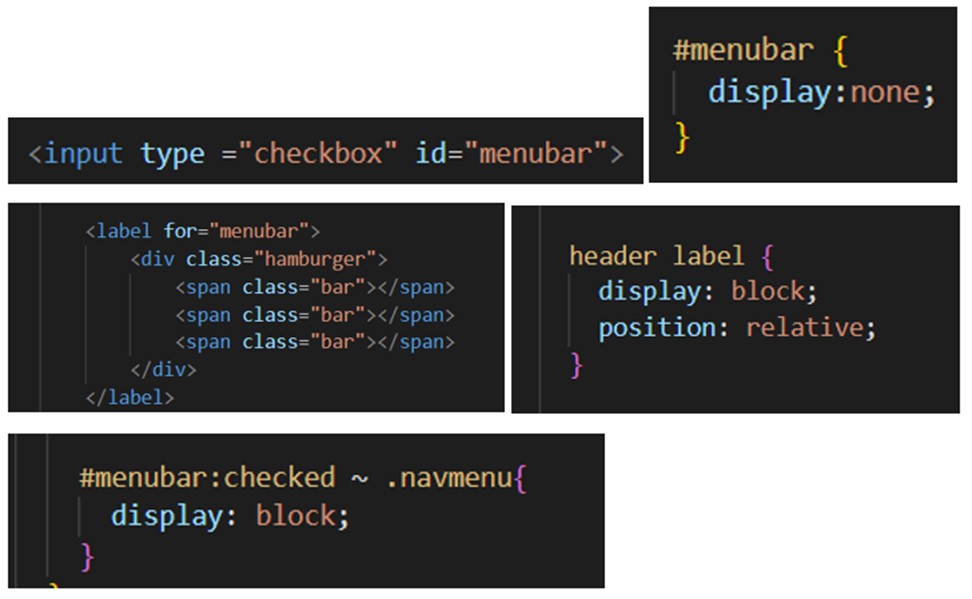 <input type ="checkbox" id="menubar">
#menubar {
display:none;
}
<label for="menubar">
<div class="hamburger">
<span class="bar"></span>
<span class="bar"></span>
<span class="bar"></span>
</div>
</label>
header label {
display: block;
position: relative;
}
#menubar:checked ~ .navmenu{
display: block;
}